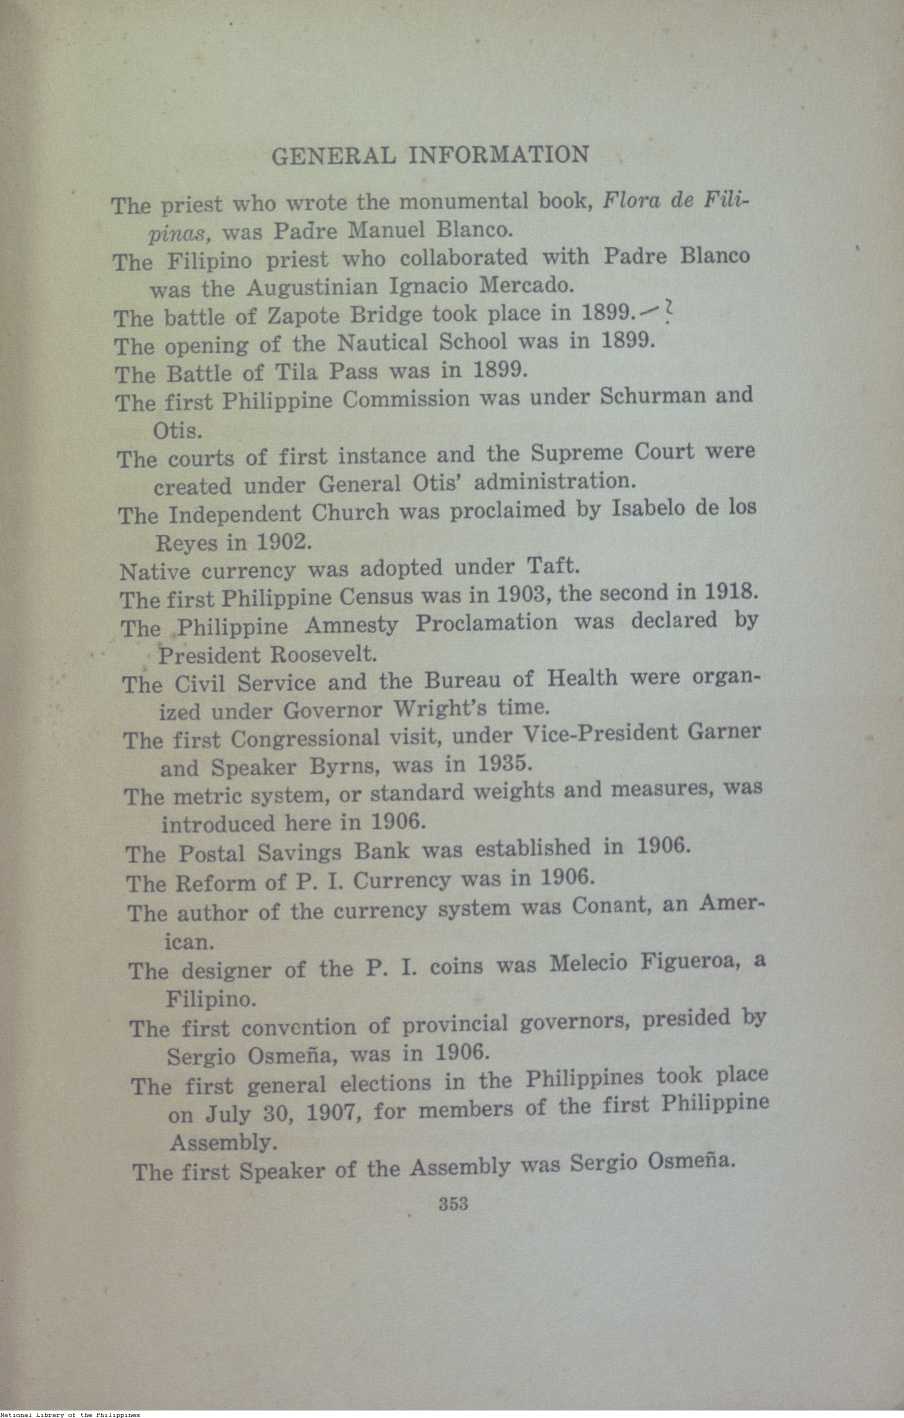 GENERAL INFORMATION
The priest who wrote the monumental book, Flora de Fili-
pinas, was Padre Manuel Blanco.
The Filipino priest who collaborated with Padre Blanco
was the Augustinian Ignacio Mercado.
The battle of Zapote Bridge took place in 1899. —?
The opening of the Nautical School was in 1899.
The Battle of Tila Pass was in 1899.
The first Philippine Commission was under Schurman and
Otis.
The courts of first instance and the Supreme Court were
created under General Otis' administration.
The Independent Church was proclaimed by Isabelo de los
Reyes in 1902.
Native currency was adopted under Taft.
The first Philippine Census was in 1903, the second in 1918.
The Philippine Amnesty Proclamation was declared by
President Roosevelt.
The Civil Service and the Bureau of Health were organ-
ized under Governor Wright's time.
The first Congressional visit, under Vice-President Garner
and Speaker Byrns, was in 1935.
The metric system, or standard weights and measures, was
introduced here in 1906.
The Postal Savings Bank was established in 1906.
The Reform of P. I. Currency was in 1906.
The author of the currency system was Conant, an Amer-
ican.
The designer of the P. I. coins was Melecio Figueroa, a
Filipino.
The first convention of provincial governors, presided by
Sergio Osmeña, was in 1906.
The first general elections in the Philippines took place
on July 30, 1907, for members of the first Philippine
Assembly.
The first Speaker of the Assembly was Sergio Osmeña.
353
National Library of the Philippines